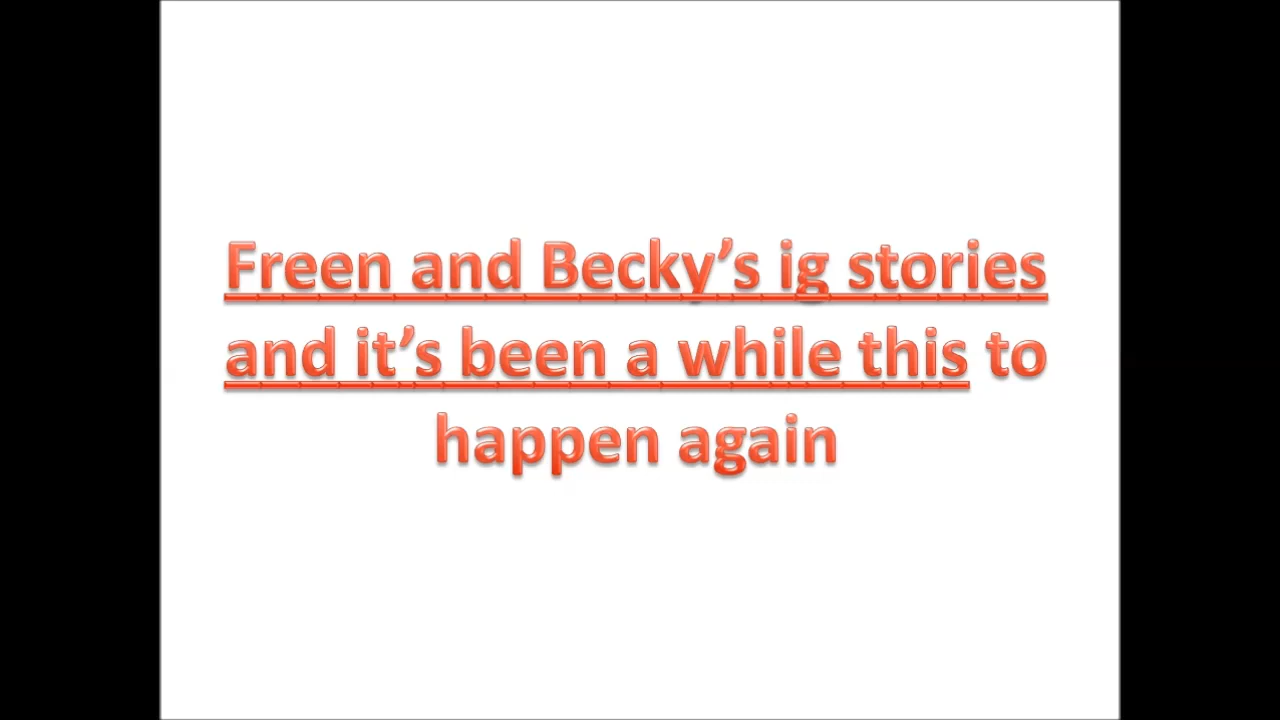 Freen and Becky’s ig stories
and it’s been a while this to
happen again